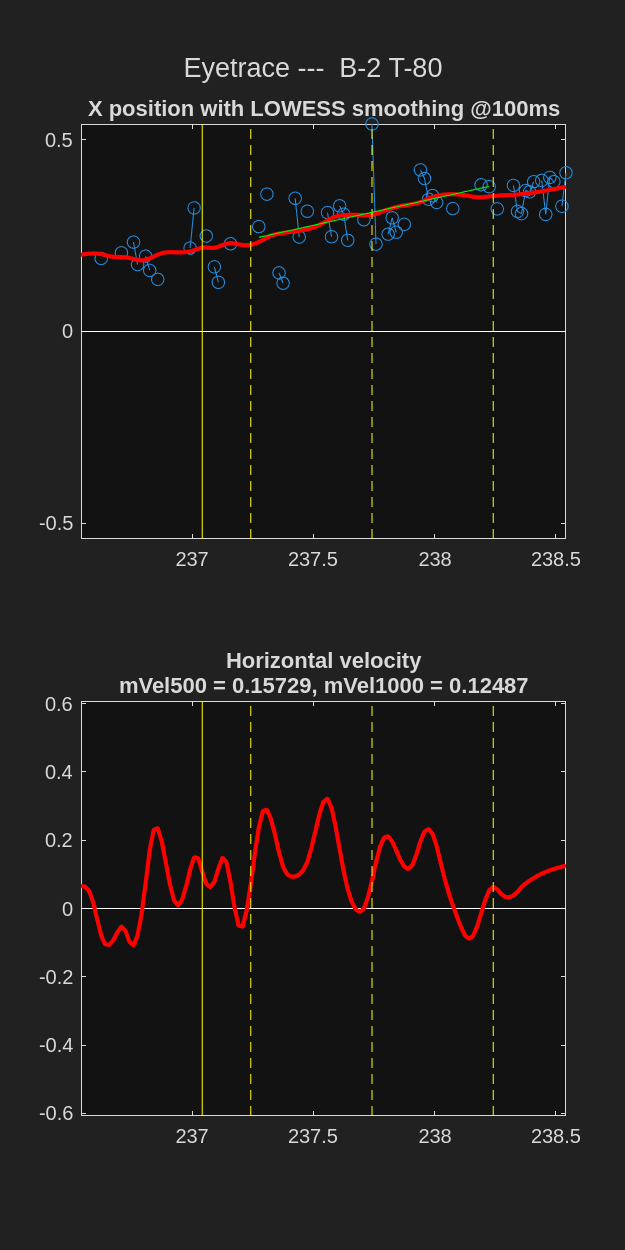 Eyetrace ---  B-2 T-80
X position with LOWESS smoothing @100ms
0.5
0
-0.5
237 237.5 238 238.5
Horizontal velocity
mVel500 = 0.15729, mVel1000 = 0.12487
0.6
0.4
0.2
0
-0.2
-0.4
-0.6
237 237.5 238 238.5